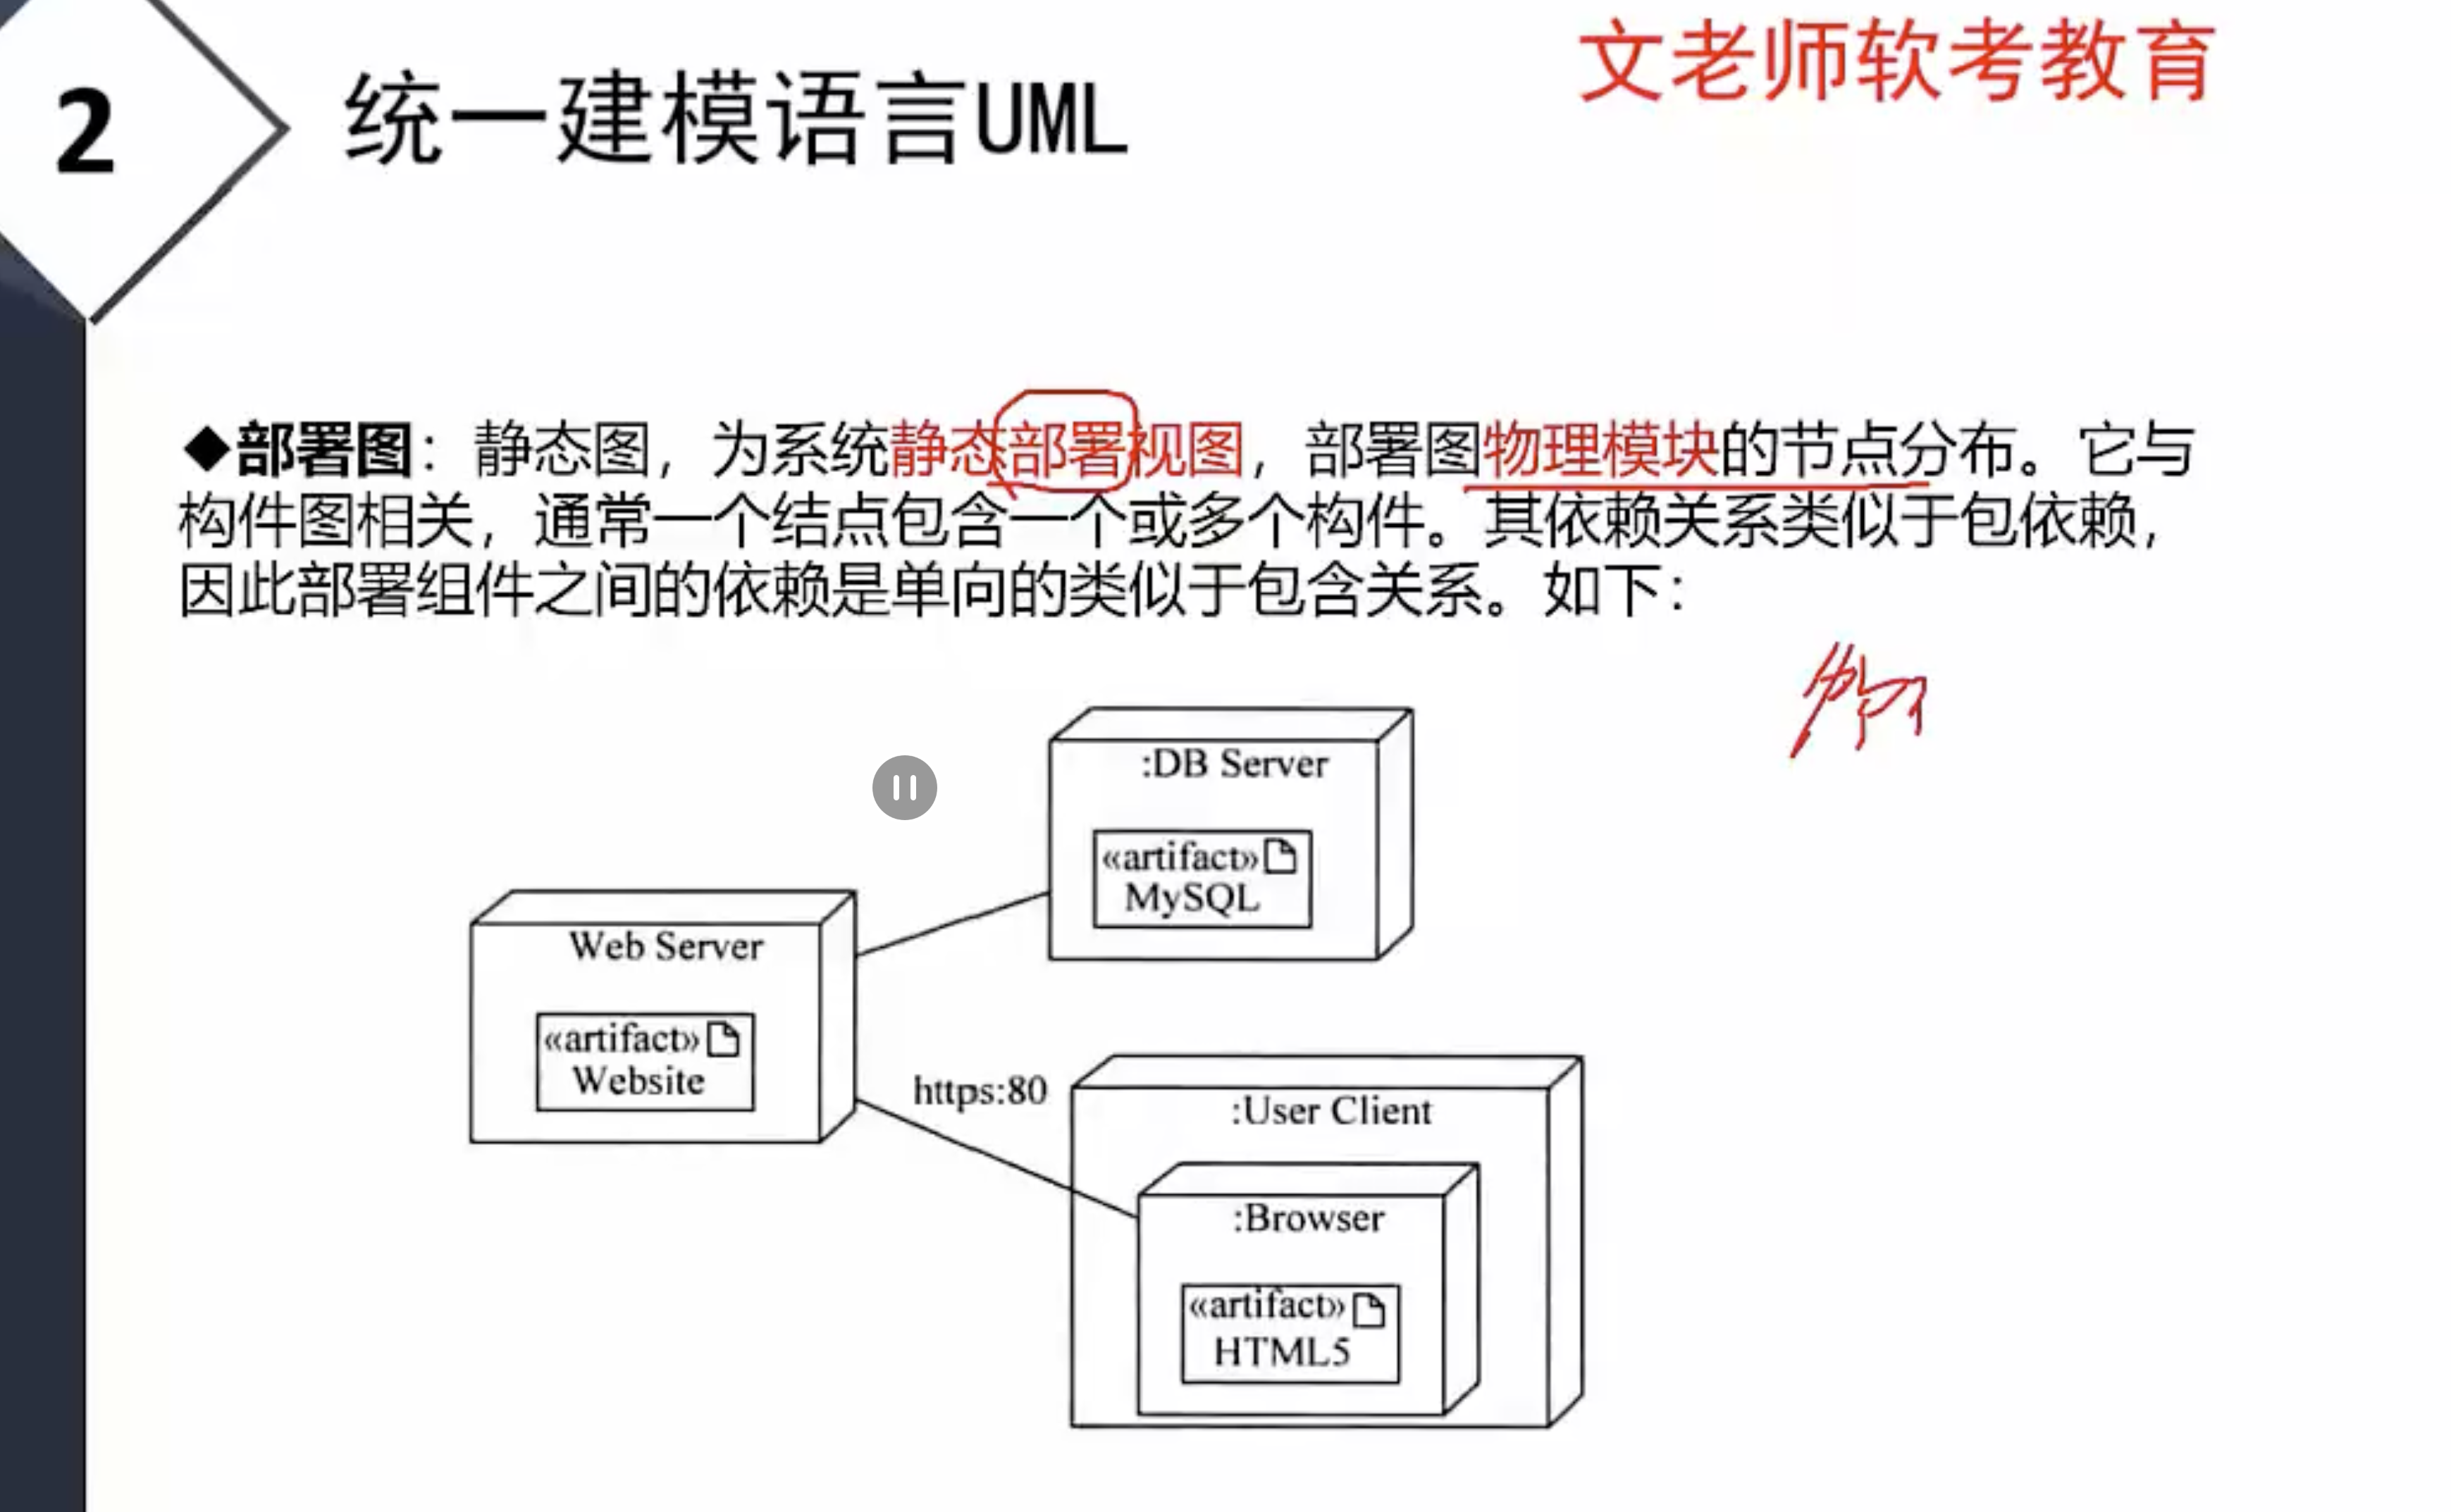 文老师软考教育
2
统一建模语言UML
◆部署图：静态图，为系统静态部署视图，部署图物理模块的节点分布。它与
构件图相关，通常一个结点包含一个或多个构件。其依赖关系类似于包依赖，
因此部署组件之间的依赖是单向的类似于包含关系。如下：
:DB Server
«artifact»
MySQL
Web Server
«artifact»
Website
https:80
:User Client
:Browser
«artifact»
HTML5